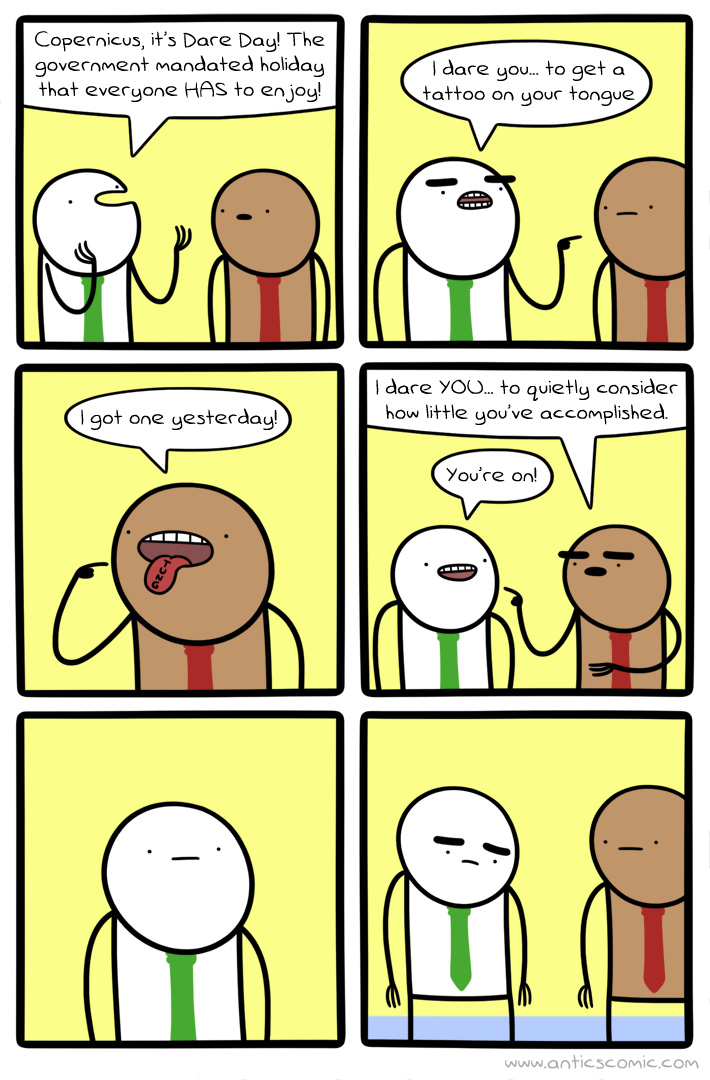 Copernicus, it's Dare Day! The
government mandated holiday
that everyone HAS to enjoy!
I dare you... to get a
tattoo on your tongue
I got one yesterday!
TUNG
I dare YOU... to quietly consider
how little you've accomplished.
You're on!
www.anticscomic.com